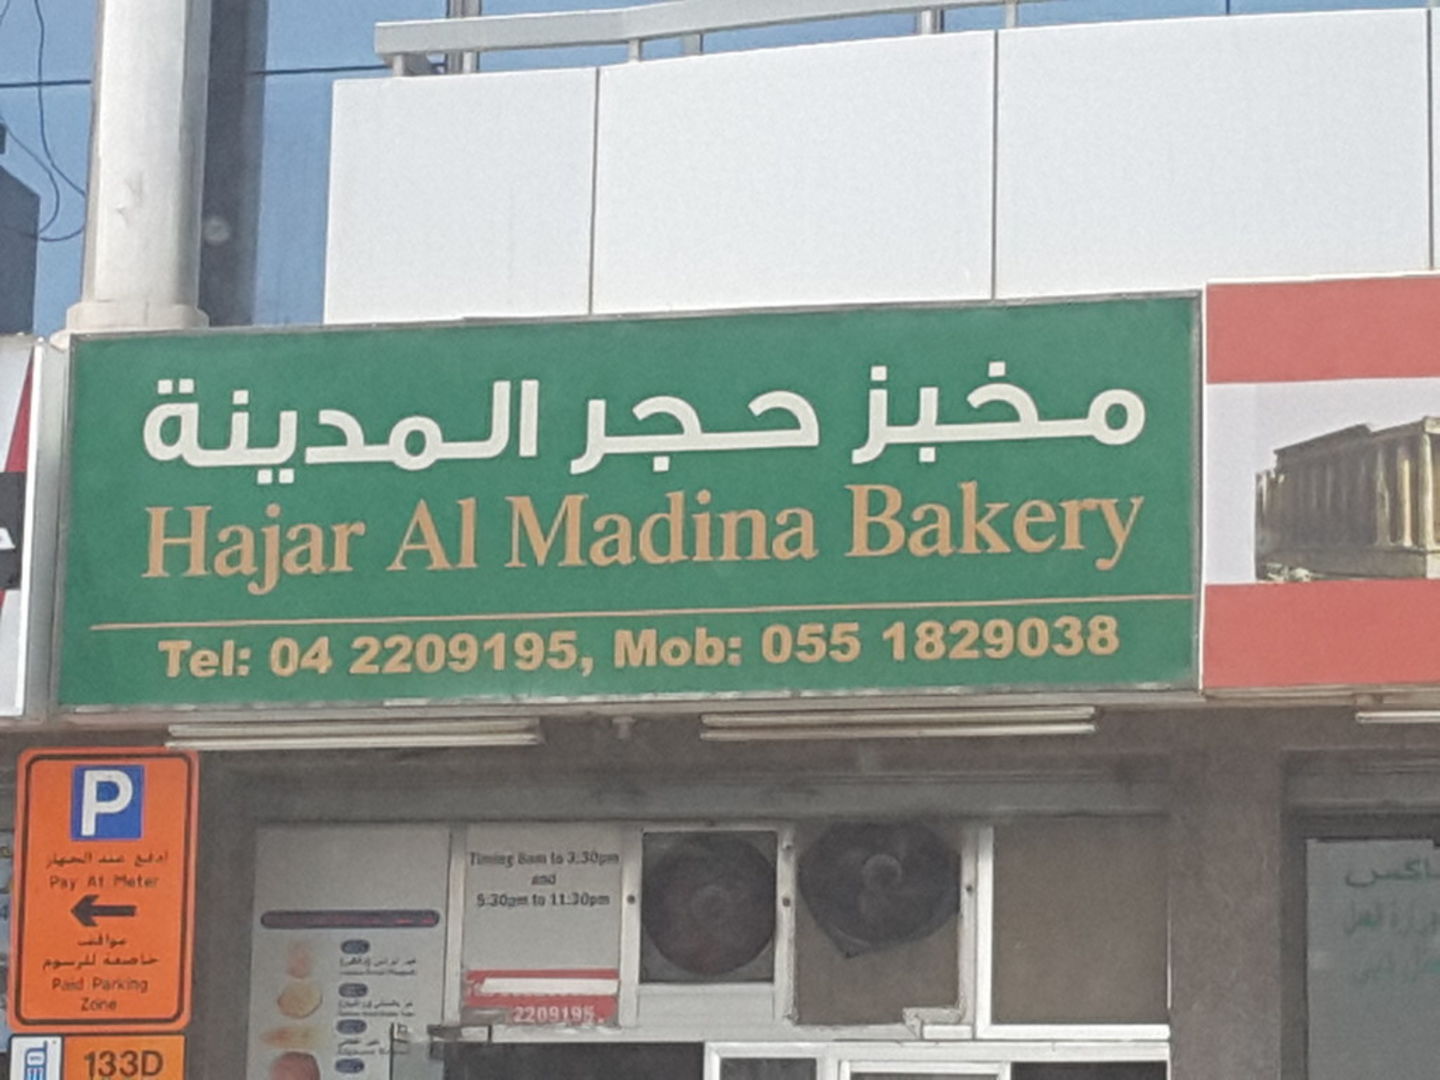 مخبز حجر المدينة
Hajar Al Madina Bakery
Tel: 04 2209195, Mob: 055 1829038
P
ادفع عند الجهاز
Pay At Meter
مواقف
خاضعة للرسوم
Paid Parking
Zone
133D
Timing 8am to 3:30pm
and
5:30pm to 11:30pm
2209195